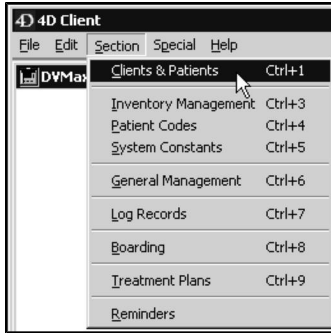 4D 4D Client
File Edit Section Special Help
DVMax
Clients & Patients Ctrl+1
Inventory Management Ctrl+3
Patient Codes Ctrl+4
System Constants Ctrl+5
General Management Ctrl+6
Log Records Ctrl+7
Boarding Ctrl+8
Treatment Plans Ctrl+9
Reminders